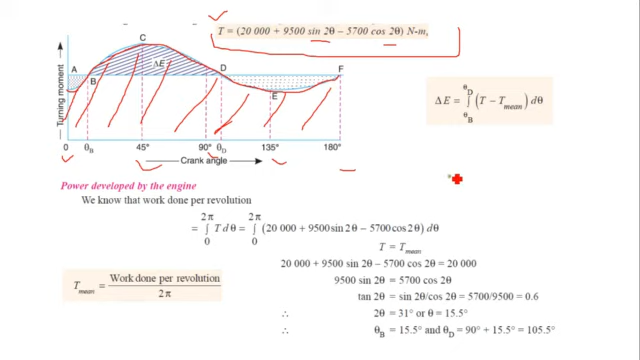 T = (20 000 + 9500 sin 2θ – 5700 cos 2θ) N-m,
C
A
B
ΔE
D
E
F
Turning moment
0 θB 45° 90° θD 135° 180°
Crank angle
ΔE = ∫θB^θD (T – Tmean) dθ
Power developed by the engine
We know that work done per revolution
= ∫0^2π T dθ = ∫0^2π (20 000 + 9500 sin 2θ – 5700 cos 2θ) dθ
T = Tmean
20 000 + 9500 sin 2θ – 5700 cos 2θ = 20 000
9500 sin 2θ = 5700 cos 2θ
tan 2θ = sin 2θ/cos 2θ = 5700/9500 = 0.6
∴ 2θ = 31° or θ = 15.5°
∴ θB = 15.5° and θD = 90° + 15.5° = 105.5°
Tmean = Work done per revolution / 2π